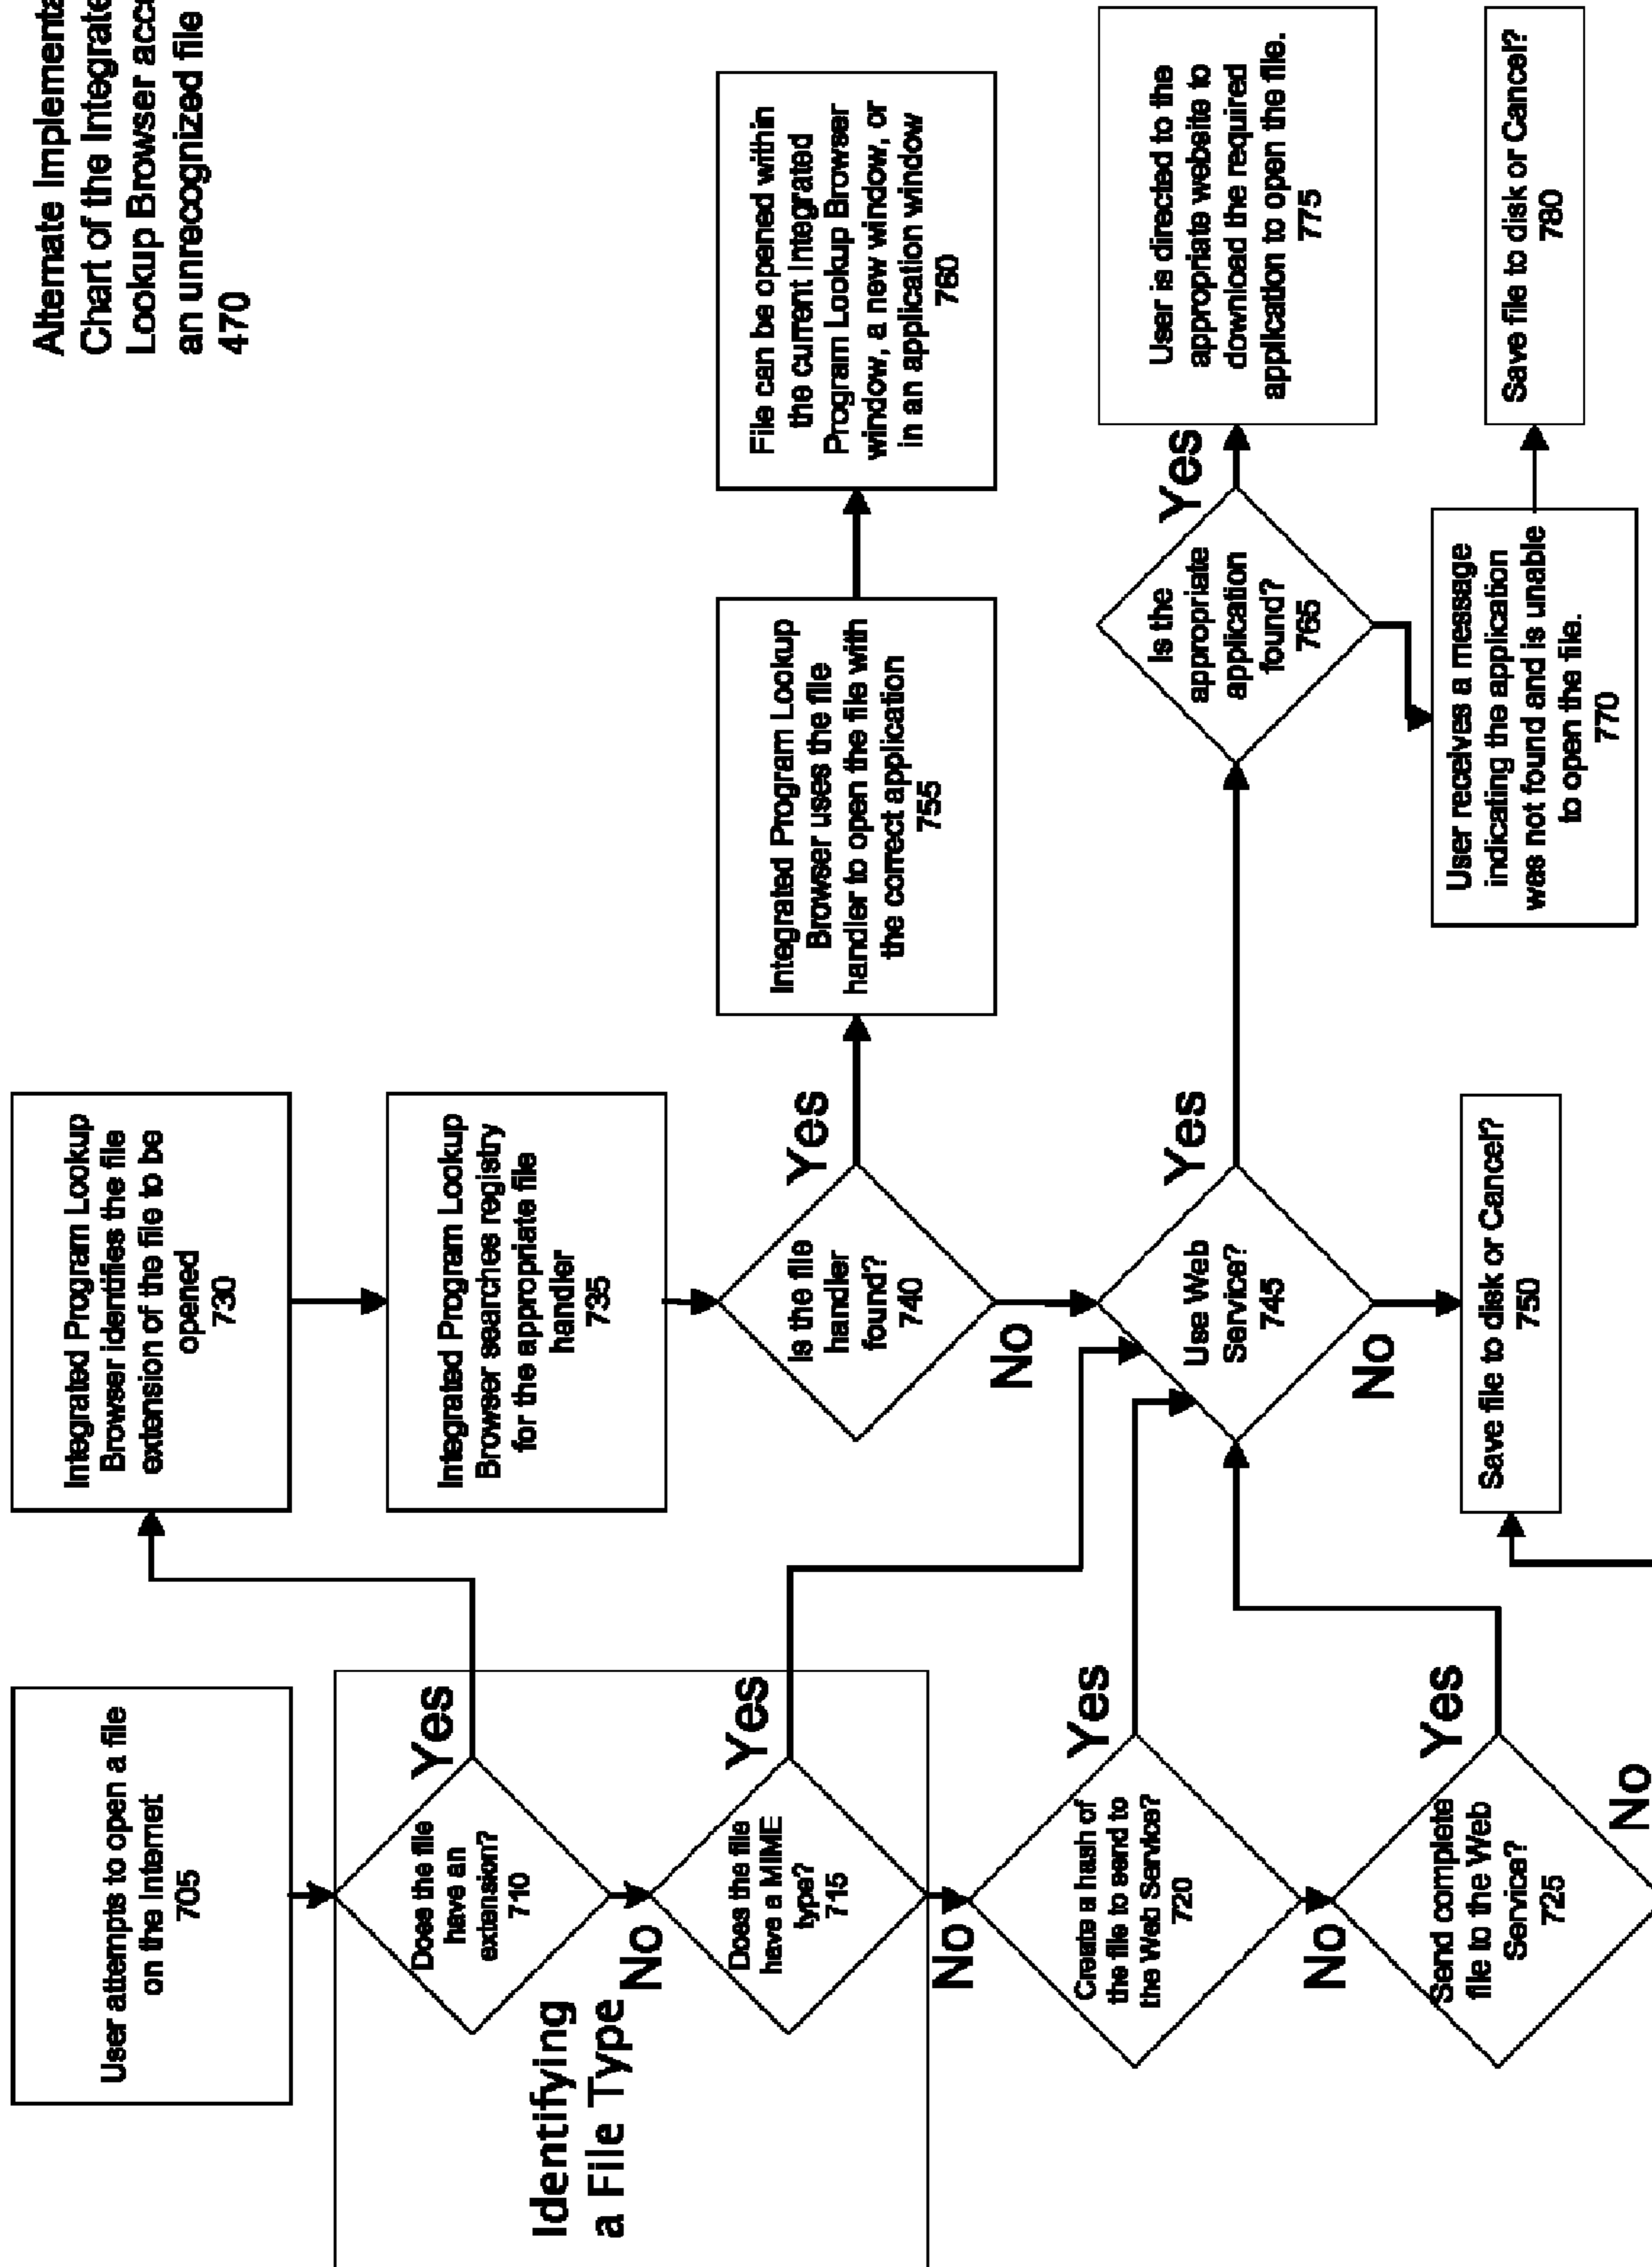 Alternate Implementa
Chart of the Integrate
Lookup Browser acc
an unrecognized file
470
User attempts to open a file
on the Internet
705
Identifying
a File Type
Does the file
have an
extension?
710
Yes
No
Does the file
have a MIME
type?
715
Yes
No
Create a hash of
the file to send to
the Web Service?
720
Yes
No
Send complete
file to the Web
Service?
725
Yes
No
Integrated Program Lookup
Browser identifies the file
extension of the file to be
opened
730
Integrated Program Lookup
Browser searches registry
for the appropriate file
handler
735
Is the file
handler
found?
740
Yes
No
Use Web
Service?
745
Yes
No
Save file to disk or Cancel?
750
Integrated Program Lookup
Browser uses the file
handler to open the file with
the correct application
755
File can be opened within
the current Integrated
Program Lookup Browser
window, a new window, or
in an application window
760
Is the
appropriate
application
found?
765
Yes
User receives a message
indicating the application
was not found and is unable
to open the file.
770
User is directed to the
appropriate website to
download the required
application to open the file.
775
Save file to disk or Cancel?
780